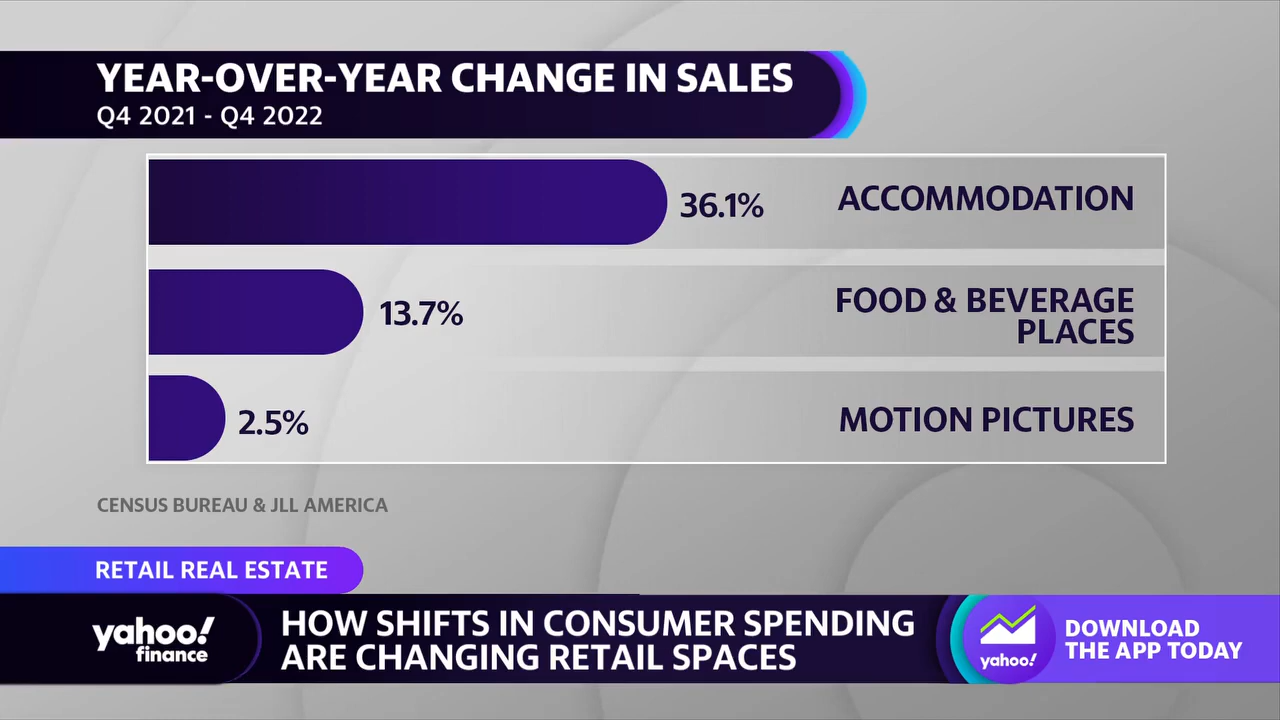 YEAR-OVER-YEAR CHANGE IN SALES
Q4 2021 - Q4 2022
36.1%
ACCOMMODATION
13.7%
FOOD & BEVERAGE
PLACES
2.5%
MOTION PICTURES
CENSUS BUREAU & JLL AMERICA
RETAIL REAL ESTATE
yahoo!
finance
HOW SHIFTS IN CONSUMER SPENDING
ARE CHANGING RETAIL SPACES
yahoo!
DOWNLOAD
THE APP TODAY